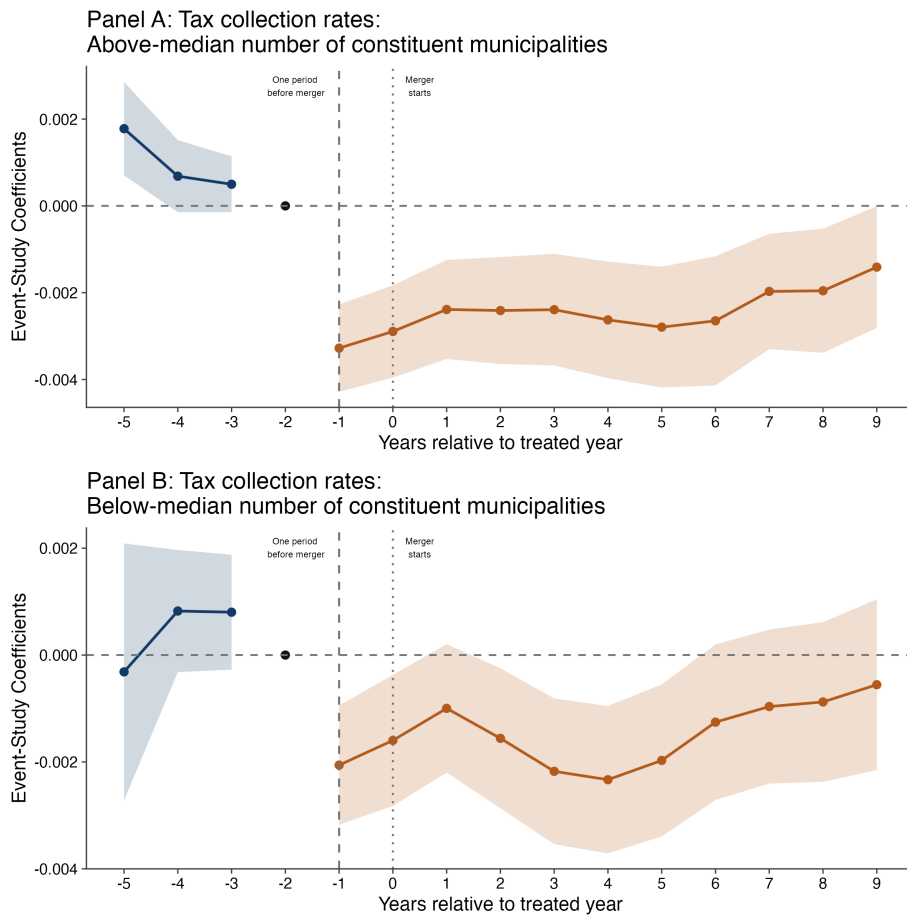 Panel A: Tax collection rates:
Above-median number of constituent municipalities
One period
before merger
Merger
starts
0.002
0.000
-0.002
-0.004
Event-Study Coefficients
-5 -4 -3 -2 -1 0 1 2 3 4 5 6 7 8 9
Years relative to treated year
Panel B: Tax collection rates:
Below-median number of constituent municipalities
One period
before merger
Merger
starts
0.002
0.000
-0.002
-0.004
Event-Study Coefficients
-5 -4 -3 -2 -1 0 1 2 3 4 5 6 7 8 9
Years relative to treated year